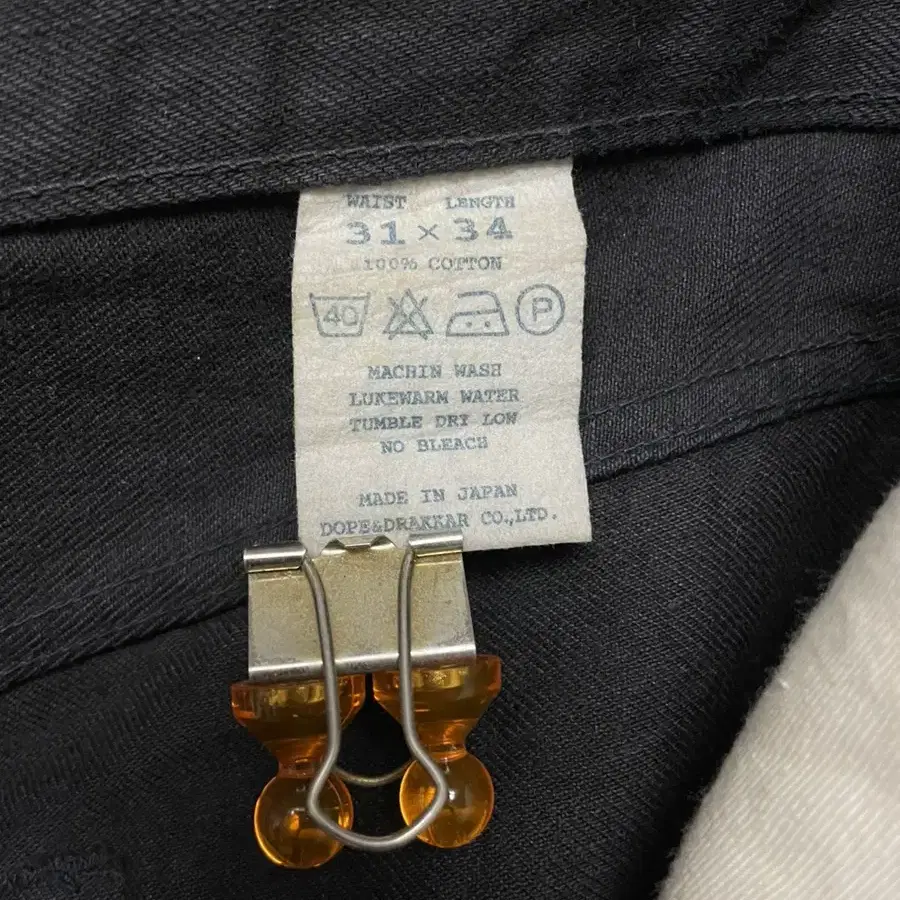 WAIST LENGTH
31 × 34
100% COTTON
40 P
MACHIN WASH
LUKEWARM WATER
TUMBLE DRY LOW
NO BLEACH
MADE IN JAPAN
DOPE&DRAKKAR CO.,LTD.